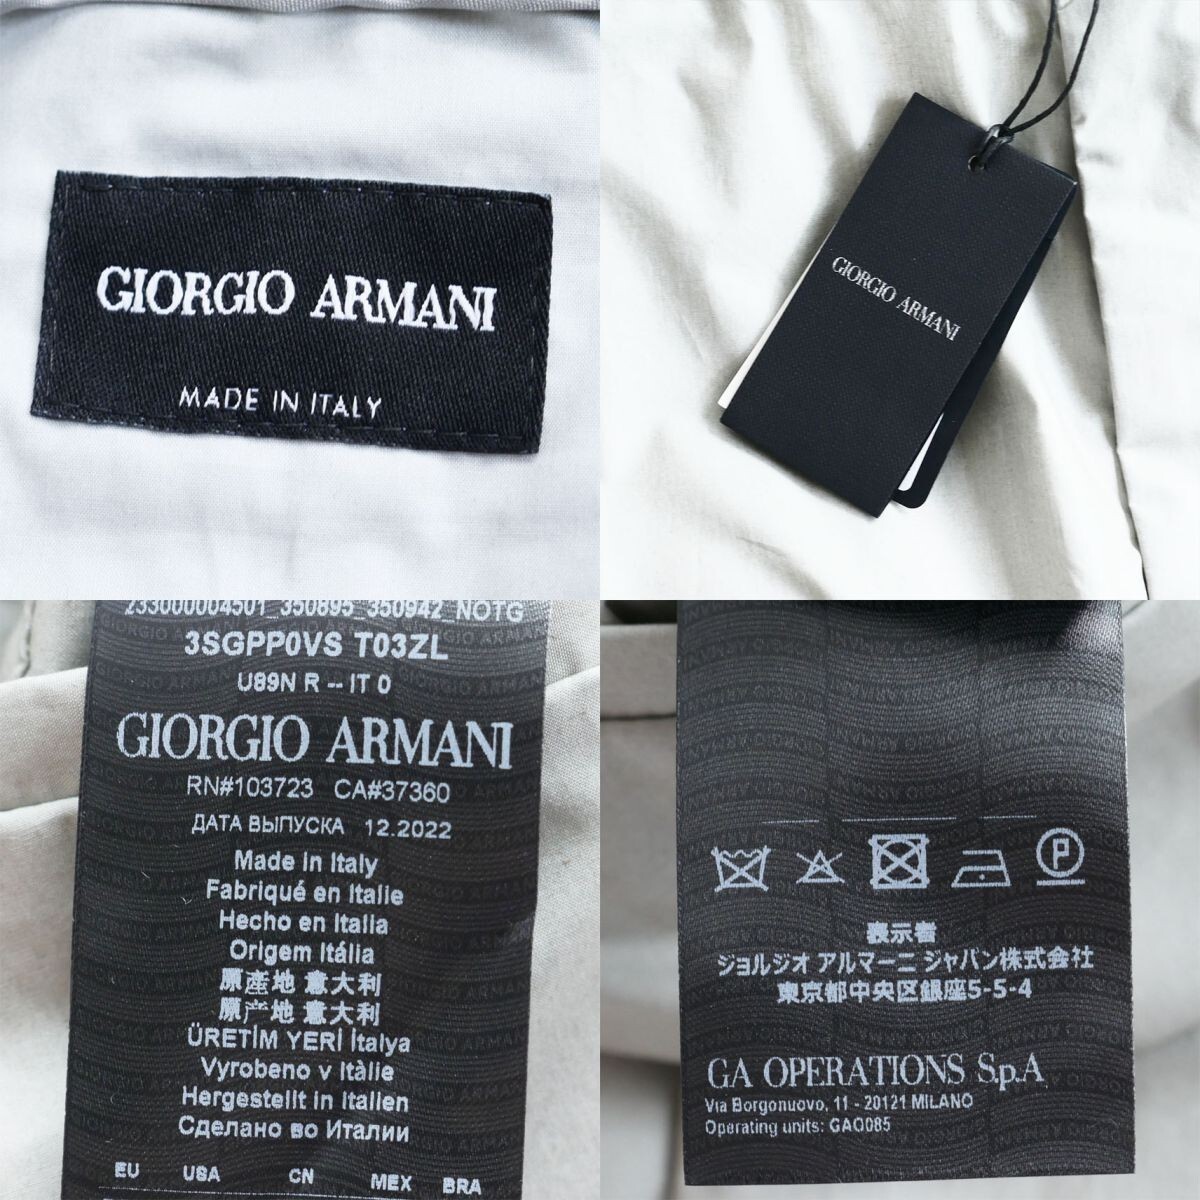 GIORGIO ARMANI
MADE IN ITALY
GIORGIO ARMANI
233000004501_350895_350942_NOTG
3SGPP0VS T03ZL
U89N R -- IT 0
GIORGIO ARMANI
RN#103723 CA#37360
ДАТА ВЫПУСКА 12.2022
Made in Italy
Fabriqué en Italie
Hecho en Italia
Origem Itália
原產地 意大利
原产地 意大利
ÜRETİM YERİ İtalya
Vyrobeno v Itàlie
Hergestellt in Italien
Сделано во Италии
EU USA CN MEX BRA
P
表示者
ジョルジオ アルマーニ ジャパン株式会社
東京都中央区銀座5-5-4
GA OPERATIONS S.p.A
Via Borgonuovo, 11 - 20121 MILANO
Operating units: GAO085